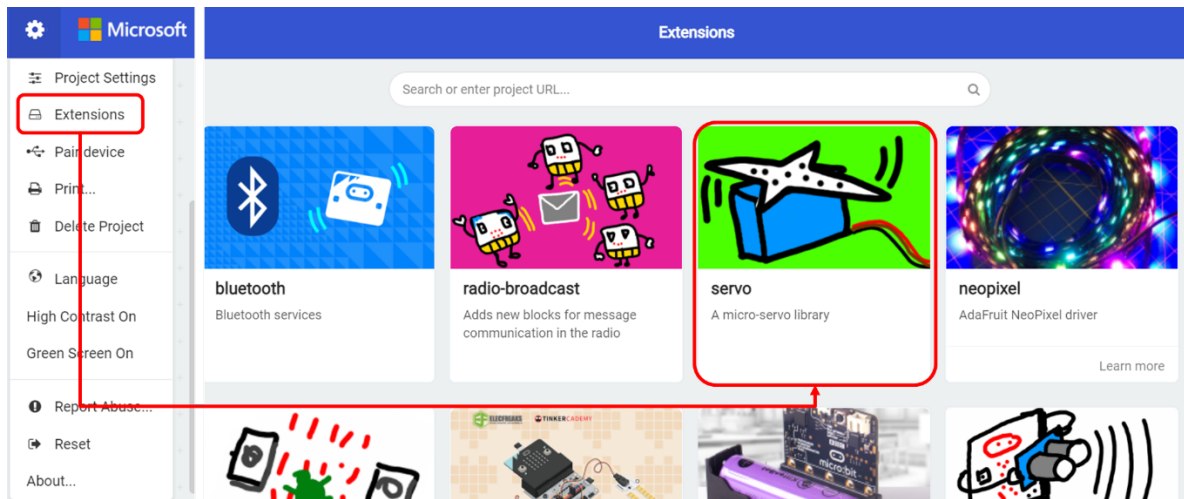 Microsoft
Project Settings
Extensions
Pair device
Print...
Delete Project
Language
High Contrast On
Green Screen On
Report Abuse...
Reset
About...
Extensions
Search or enter project URL...
bluetooth
Bluetooth services
radio-broadcast
Adds new blocks for message
communication in the radio
servo
A micro-servo library
neopixel
AdaFruit NeoPixel driver
Learn more
ELECFREAKS TINKERCADEMY
micro:bit